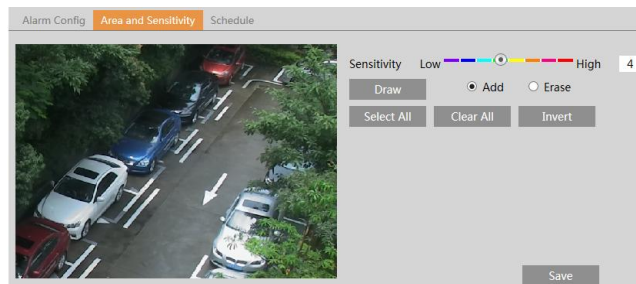 Alarm Config Area and Sensitivity Schedule
Sensitivity Low High 4
Draw Add Erase
Select All Clear All Invert
Save